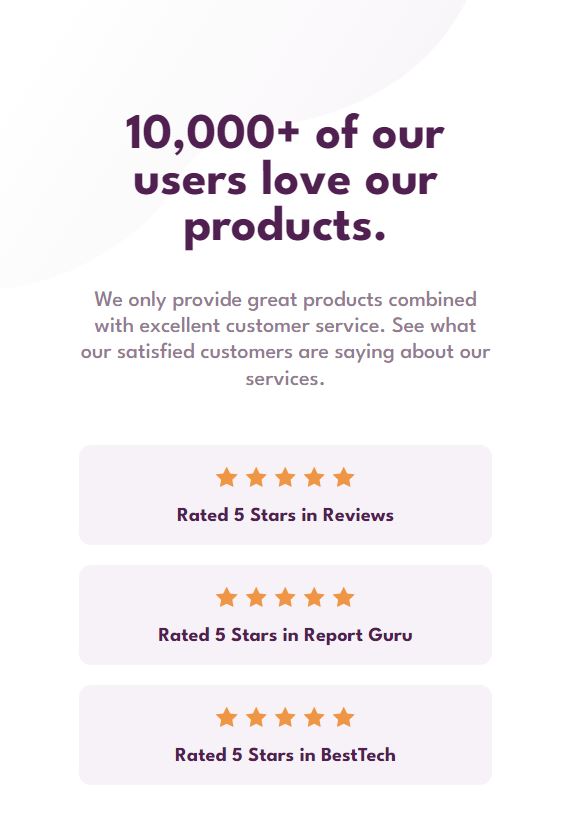 10,000+ of our
users love our
products.
We only provide great products combined
with excellent customer service. See what
our satisfied customers are saying about our
services.
Rated 5 Stars in Reviews
Rated 5 Stars in Report Guru
Rated 5 Stars in BestTech